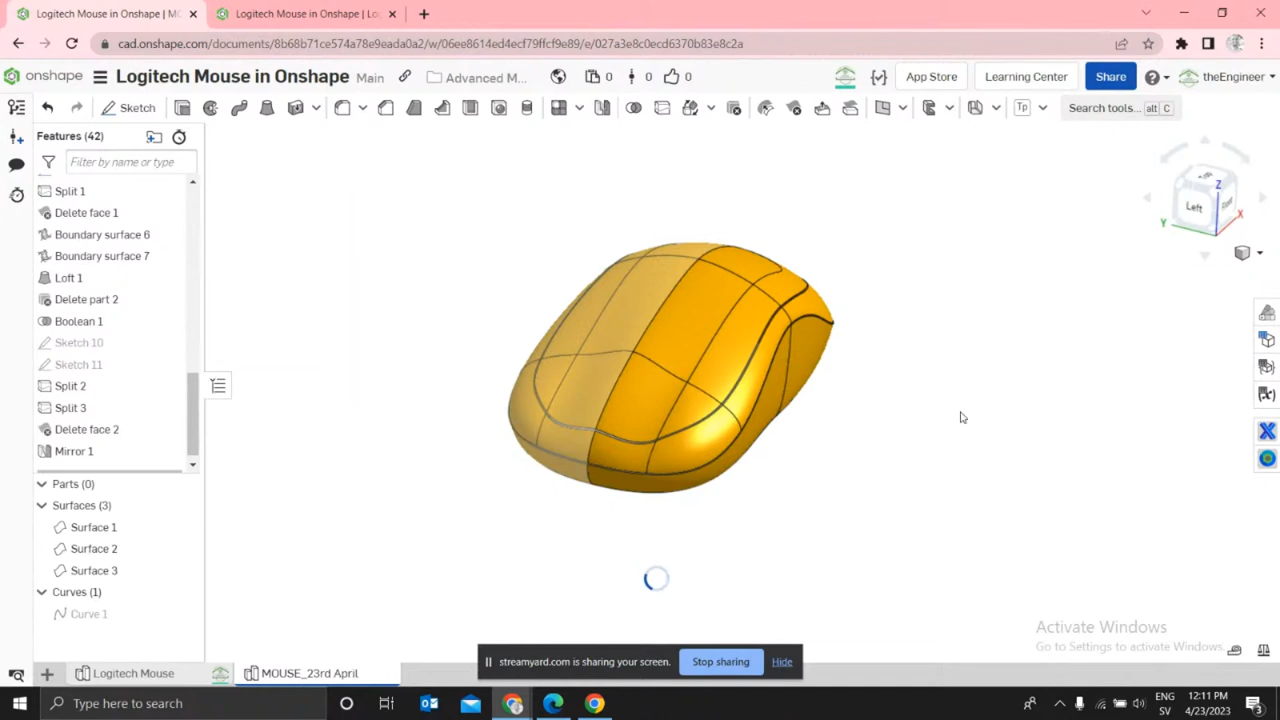 Logitech Mouse in Onshape | MO
Logitech Mouse in Onshape | Log
cad.onshape.com/documents/8b68b71ce574a78e9eada0a2/w/06ee8614ed4ecf79ffcf9e89/e/027a3e8c0ecd6370b83e8c2a
onshape Logitech Mouse in Onshape Main Advanced M... 0 0 0 App Store Learning Center Share theEngineer
Sketch Tp Search tools... alt C
Features (42)
Filter by name or type
Split 1
Delete face 1
Boundary surface 6
Boundary surface 7
Loft 1
Delete part 2
Boolean 1
Sketch 10
Sketch 11
Split 2
Split 3
Delete face 2
Mirror 1
Parts (0)
Surfaces (3)
Surface 1
Surface 2
Surface 3
Curves (1)
Curve 1
Z
Left
Y
X
Activate Windows
Go to Settings to activate Windows.
streamyard.com is sharing your screen. Stop sharing Hide
Logitech Mouse MOUSE_23rd April
Type here to search
ENG
SV
12:11 PM
4/23/2023
3